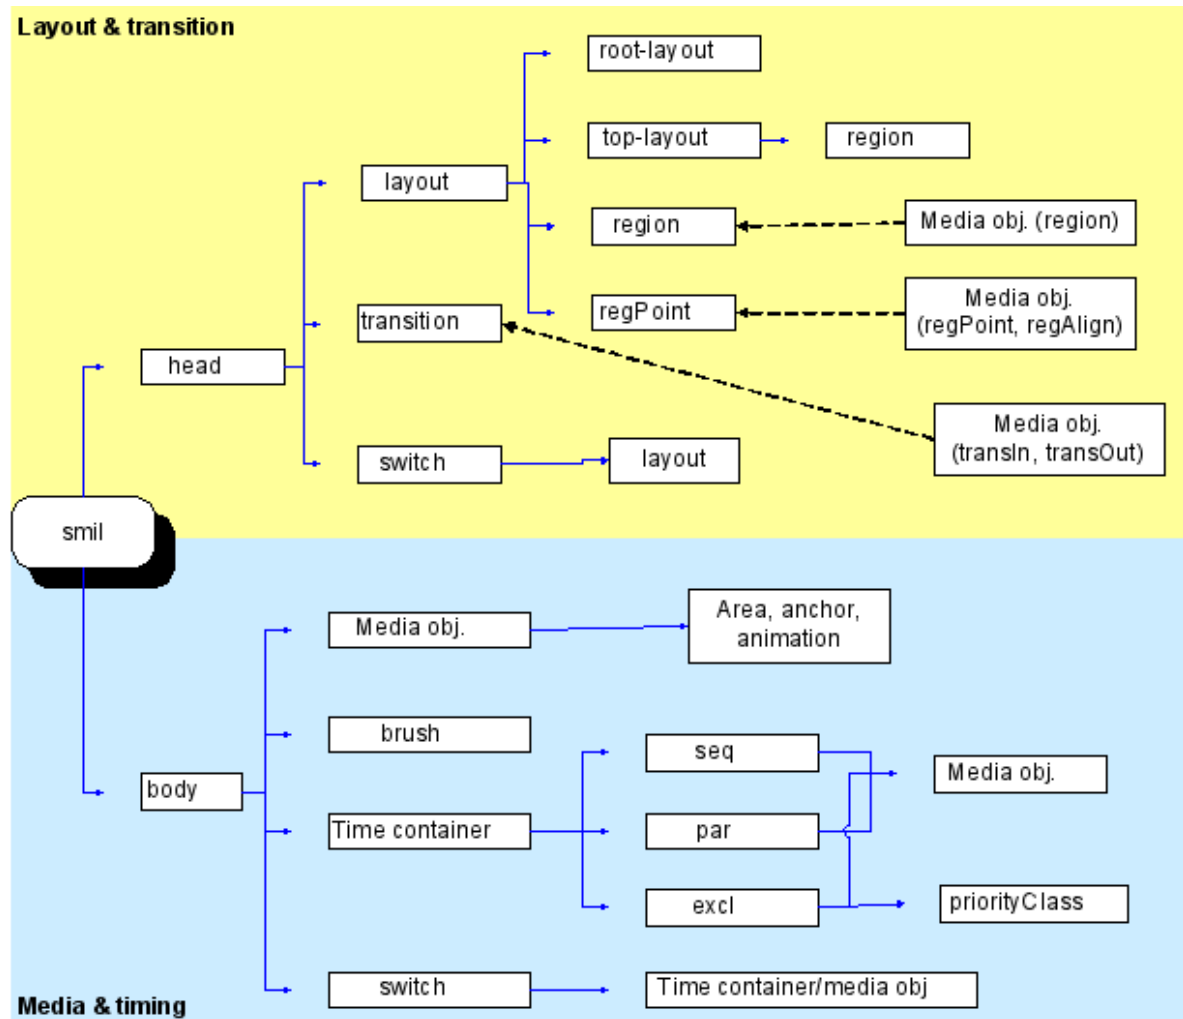 Layout & transition
root-layout
top-layout
region
layout
region
Media obj. (region)
transition
regPoint
Media obj.
(regPoint, regAlign)
head
Media obj.
(transIn, transOut)
switch
layout
smil
Media obj.
Area, anchor,
animation
brush
seq
Media obj.
body
Time container
par
excl
priorityClass
switch
Time container/media obj
Media & timing